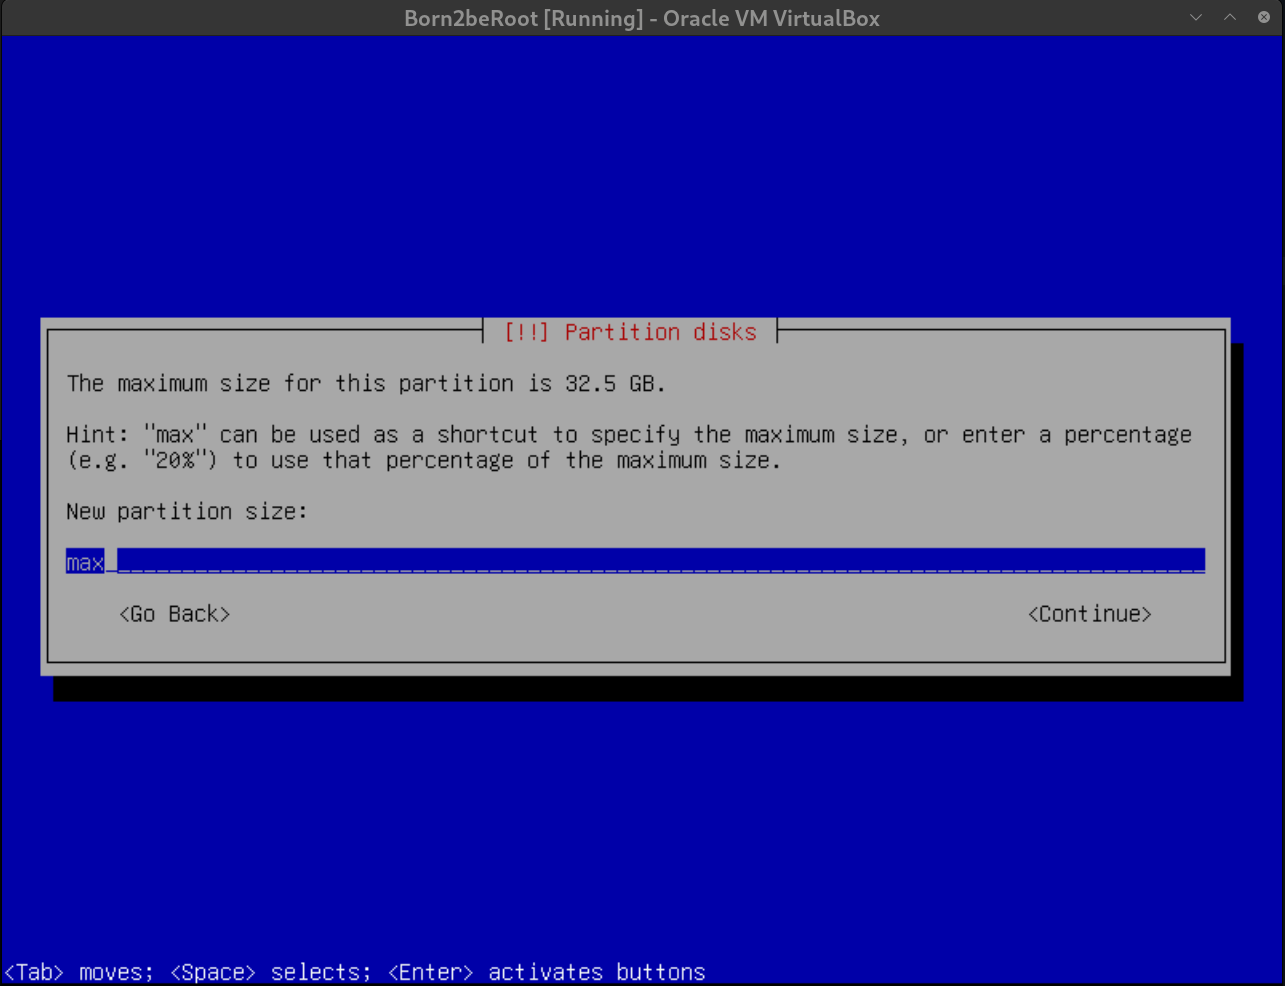 Born2beRoot [Running] - Oracle VM VirtualBox
[!!] Partition disks
The maximum size for this partition is 32.5 GB.
Hint: "max" can be used as a shortcut to specify the maximum size, or enter a percentage
(e.g. "20%") to use that percentage of the maximum size.
New partition size:
max
<Go Back> <Continue>
<Tab> moves; <Space> selects; <Enter> activates buttons